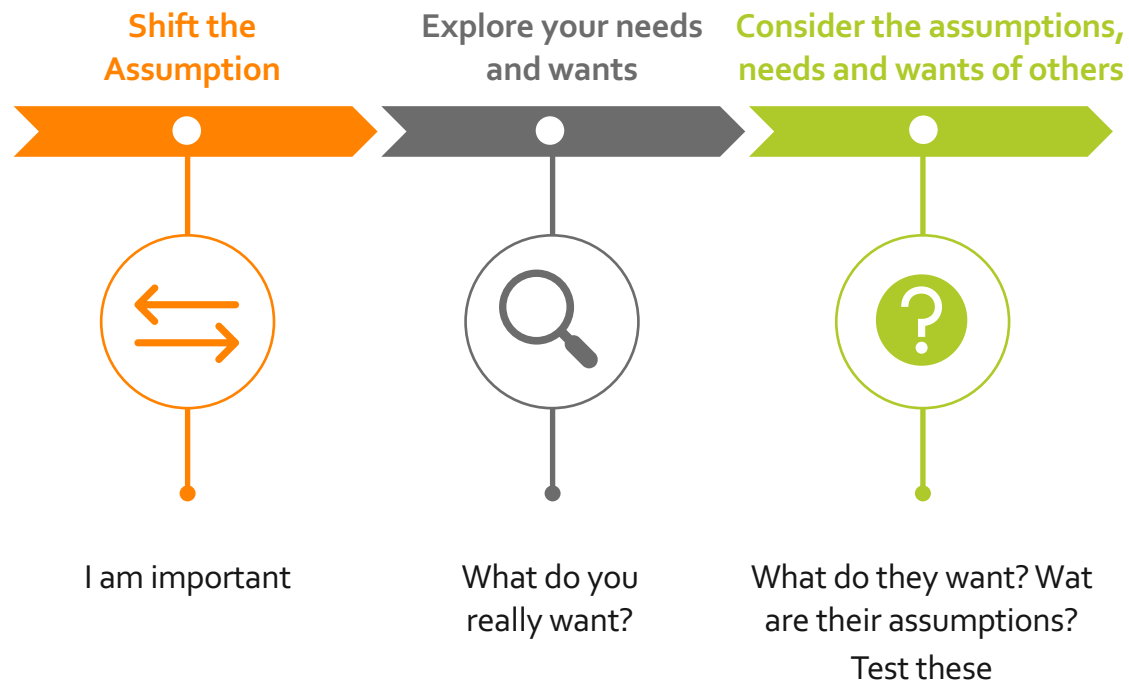 Shift the
Assumption
Explore your needs
and wants
Consider the assumptions,
needs and wants of others
?
I am important
What do you
really want?
What do they want? Wat
are their assumptions?
Test these